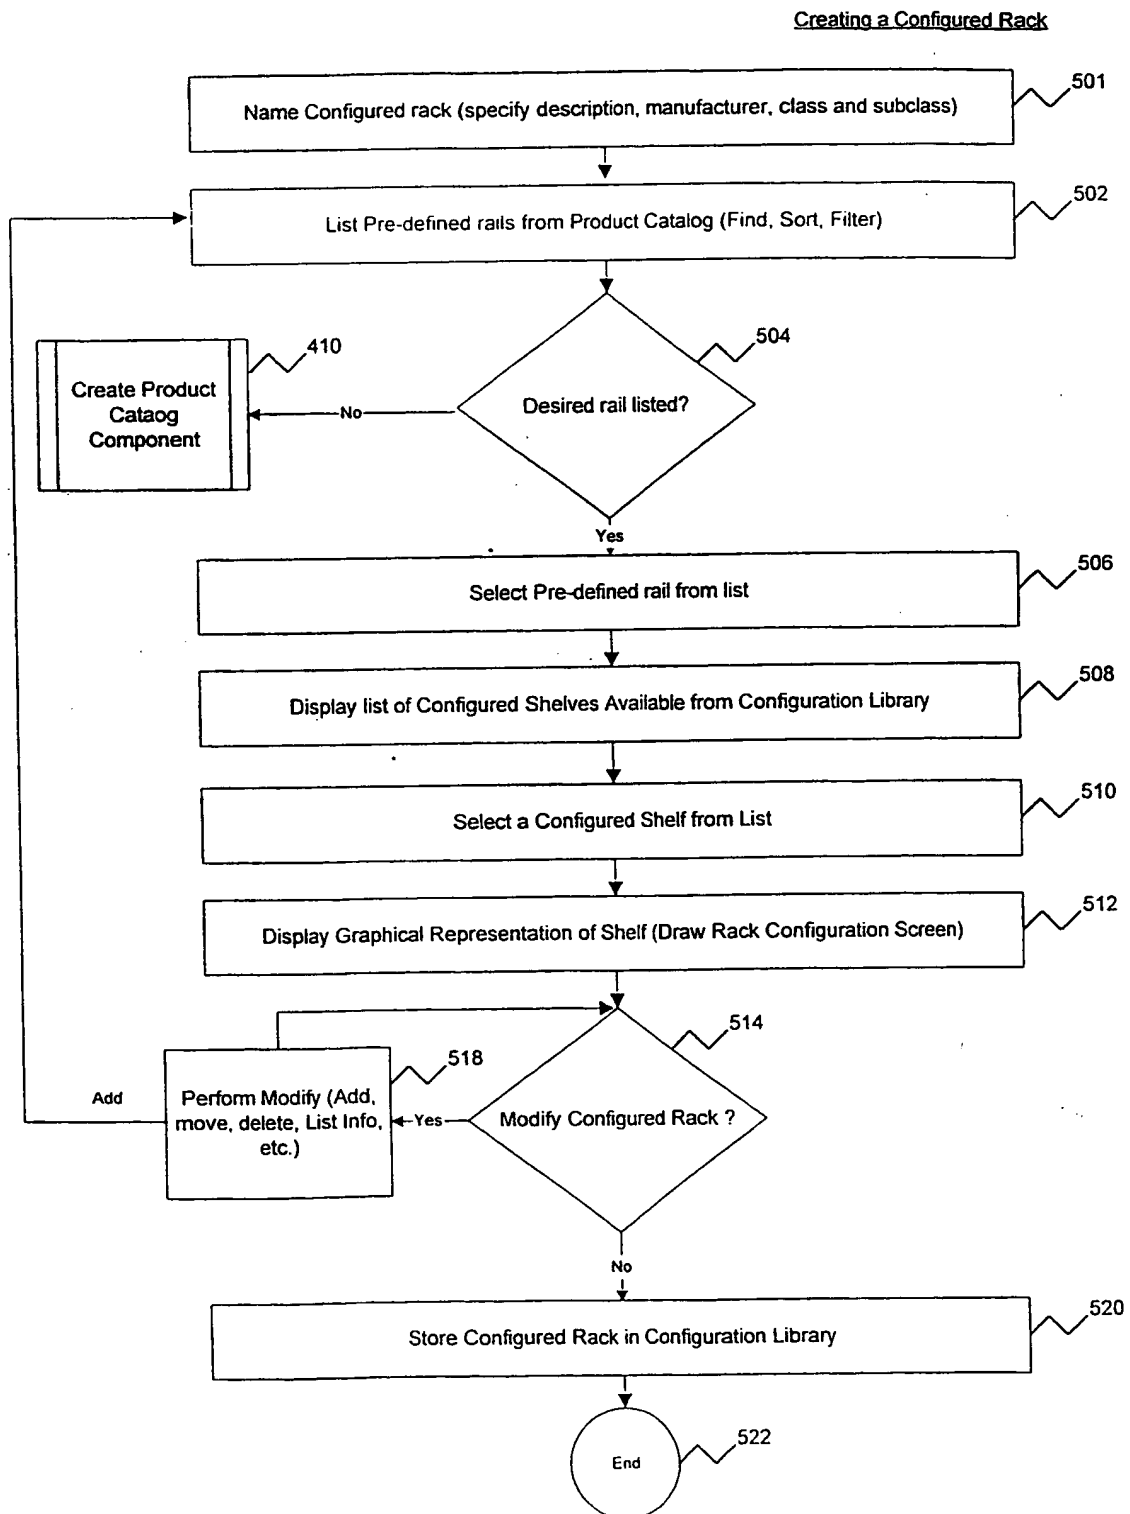 Creating a Configured Rack
501
Name Configured rack (specify description, manufacturer, class and subclass)
502
List Pre-defined rails from Product Catalog (Find, Sort, Filter)
410
504
Create Product
Cataog
Component
No
Desired rail listed?
Yes
506
Select Pre-defined rail from list
508
Display list of Configured Shelves Available from Configuration Library
510
Select a Configured Shelf from List
512
Display Graphical Representation of Shelf (Draw Rack Configuration Screen)
514
518
Add
Perform Modify (Add,
move, delete, List Info,
etc.)
Yes
Modify Configured Rack ?
No
520
Store Configured Rack in Configuration Library
522
End